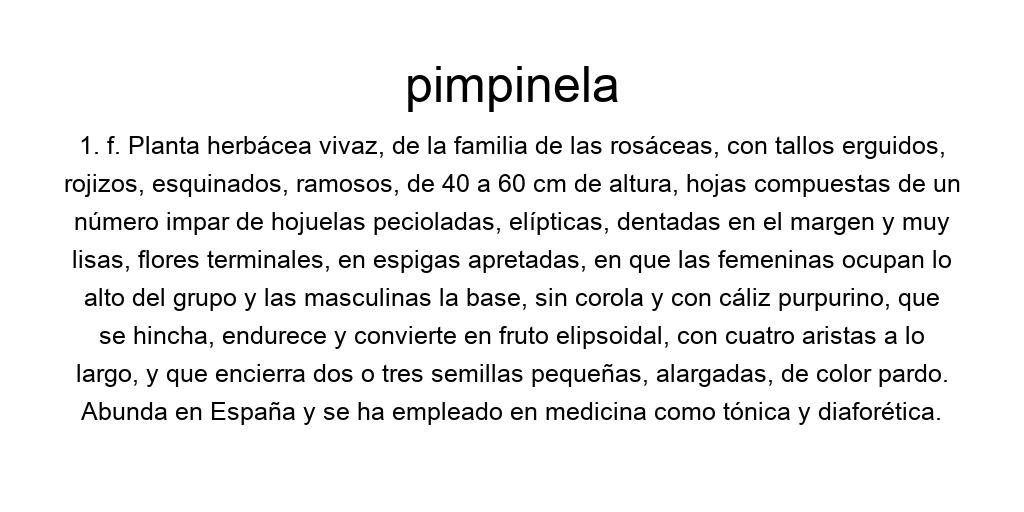 pimpinela
1. f. Planta herbácea vivaz, de la familia de las rosáceas, con tallos erguidos,
rojizos, esquinados, ramosos, de 40 a 60 cm de altura, hojas compuestas de un
número impar de hojuelas pecioladas, elípticas, dentadas en el margen y muy
lisas, flores terminales, en espigas apretadas, en que las femeninas ocupan lo
alto del grupo y las masculinas la base, sin corola y con cáliz purpurino, que
se hincha, endurece y convierte en fruto elipsoidal, con cuatro aristas a lo
largo, y que encierra dos o tres semillas pequeñas, alargadas, de color pardo.
Abunda en España y se ha empleado en medicina como tónica y diaforética.